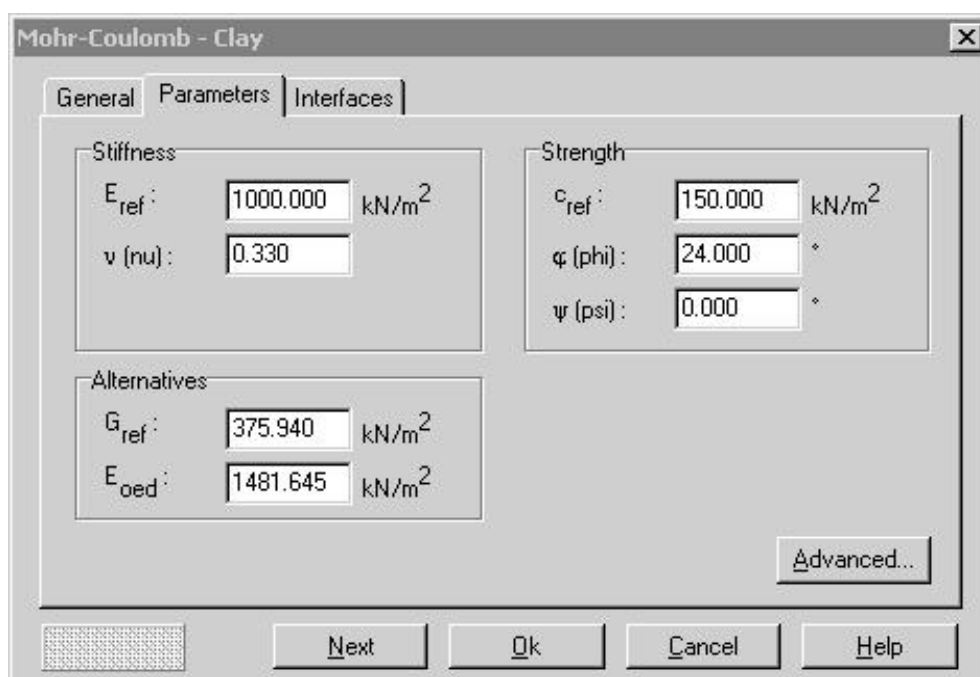 Mohr-Coulomb - Clay
General Parameters Interfaces
Stiffness
E_ref : 1000.000 kN/m²
ν (nu) : 0.330
Strength
c_ref : 150.000 kN/m²
φ (phi) : 24.000 °
ψ (psi) : 0.000 °
Alternatives
G_ref : 375.940 kN/m²
E_oed : 1481.645 kN/m²
Advanced...
Next Ok Cancel Help